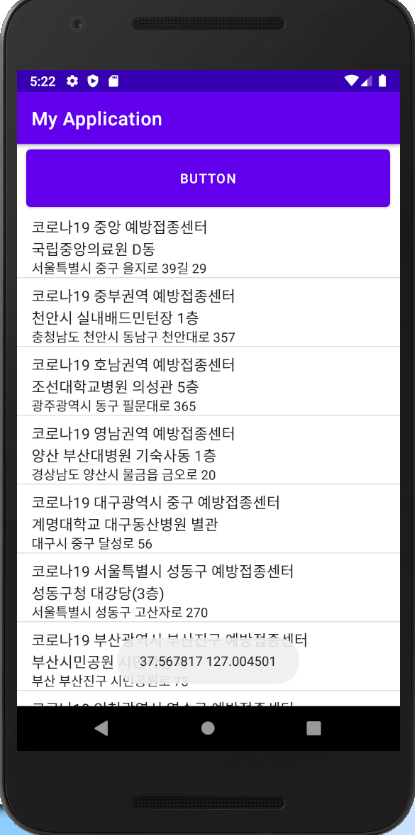 5:22
My Application
BUTTON
코로나19 중앙 예방접종센터
국립중앙의료원 D동
서울특별시 중구 을지로 39길 29
코로나19 중부권역 예방접종센터
천안시 실내배드민턴장 1층
충청남도 천안시 동남구 천안대로 357
코로나19 호남권역 예방접종센터
조선대학교병원 의성관 5층
광주광역시 동구 필문대로 365
코로나19 영남권역 예방접종센터
양산 부산대병원 기숙사동 1층
경상남도 양산시 물금읍 금오로 20
코로나19 대구광역시 중구 예방접종센터
계명대학교 대구동산병원 별관
대구시 중구 달성로 56
코로나19 서울특별시 성동구 예방접종센터
성동구청 대강당(3층)
서울특별시 성동구 고산자로 270
코로나19 부산광역시 부산진구 예방접종센터
부산시민공원
37.567817 127.004501
부산 부산진구 시민공원로 73